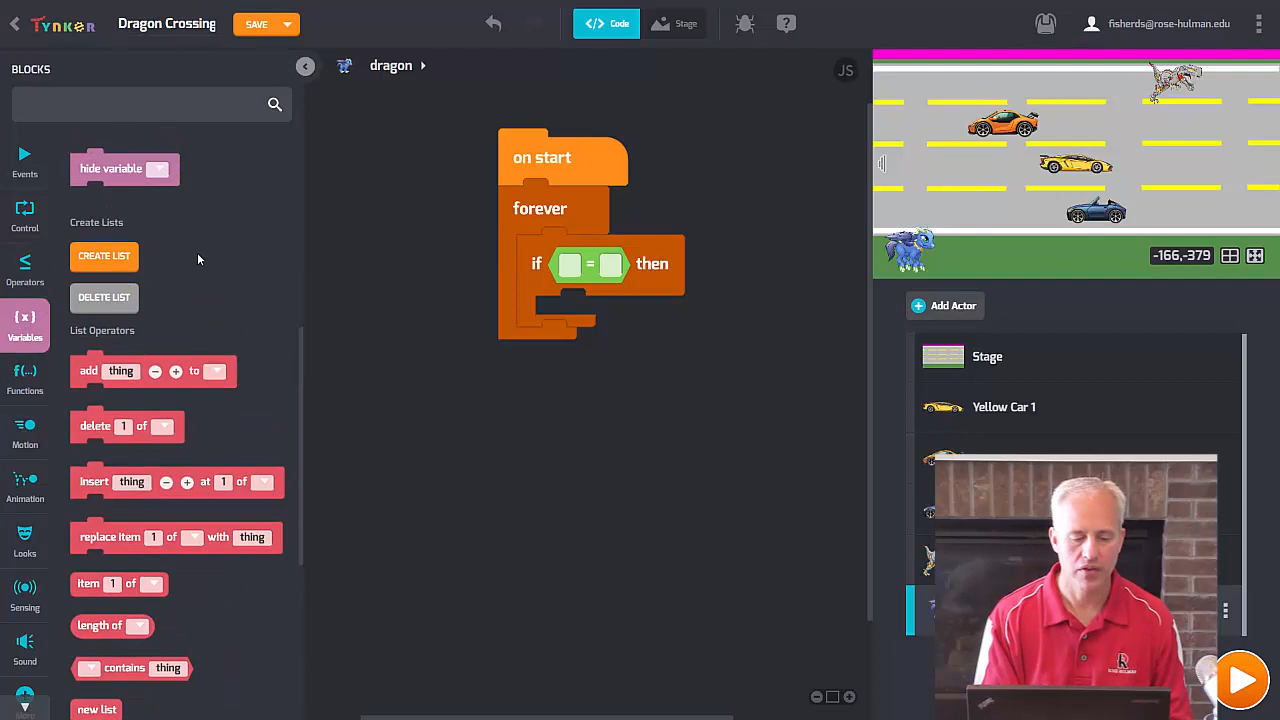 TYNKER
Dragon Crossing
SAVE
</> Code
Stage
?
fisherds@rose-hulman.edu
BLOCKS
dragon
JS
Events
Control
Operators
{x}
Variables
f(...)
Functions
Motion
Animation
Looks
Sensing
Sound
More
hide variable
Create Lists
CREATE LIST
DELETE LIST
List Operators
add thing to
delete 1 of
Insert thing at 1 of
replace item 1 of with thing
item 1 of
length of
contains thing
new list
on start
forever
if = then
-166,-379
Add Actor
Stage
Yellow Car 1